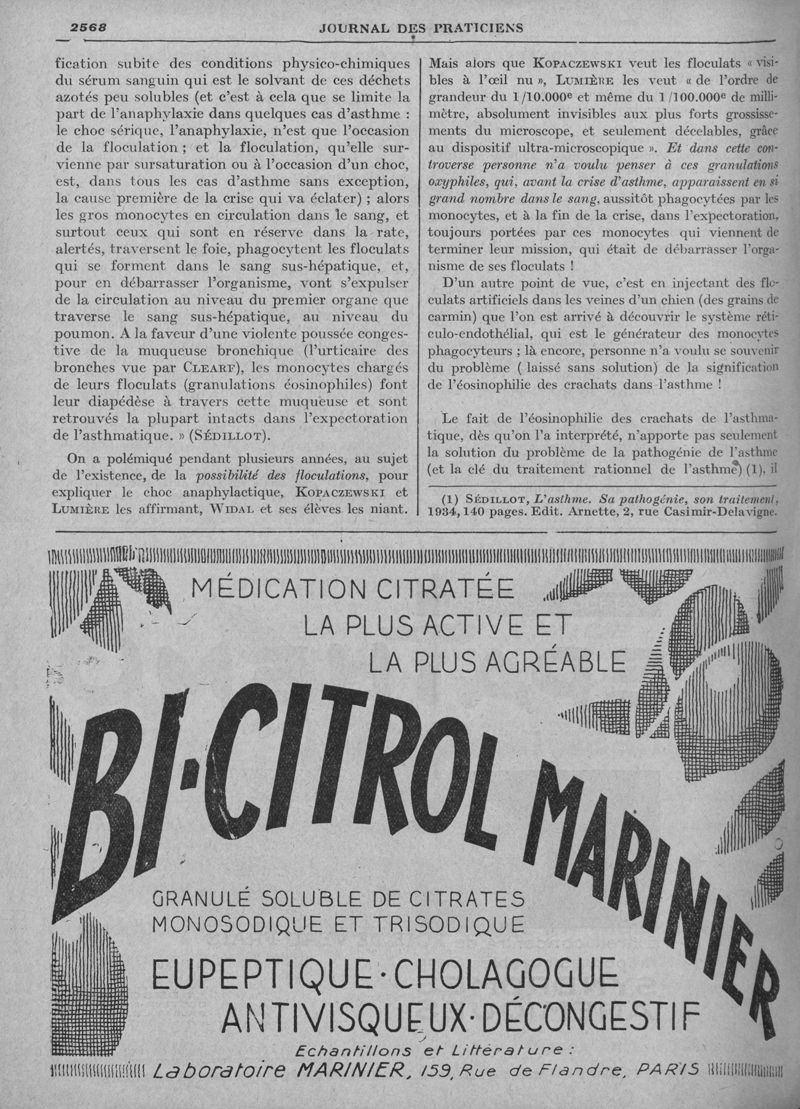 2568
JOURNAL DES PRATICIENS
fication subite des conditions physico-chimiques
du sérum sanguin qui est le solvant de ces déchets
azotés peu solubles (et c'est à cela que se limite la
part de l'anaphylaxie dans quelques cas d'asthme :
le choc sérique, l'anaphylaxie, n'est que l'occasion
de la floculation ; et la floculation, qu'elle sur-
vienne par sursaturation ou à l'occasion d'un choc,
est, dans tous les cas d'asthme sans exception,
la cause première de la crise qui va éclater) ; alors
les gros monocytes en circulation dans le sang, et
surtout ceux qui sont en réserve dans la rate,
alertés, traversent le foie, phagocytent les floculats
qui se forment dans le sang sus-hépatique, et,
pour en débarrasser l'organisme, vont s'expulser
de la circulation au niveau du premier organe que
traverse le sang sus-hépatique, au niveau du
poumon. A la faveur d'une violente poussée conges-
tive de la muqueuse bronchique (l'urticaire des
bronches vue par CLEARF), les monocytes chargés
de leurs floculats (granulations éosinophiles) font
leur diapédèse à travers cette muqueuse et sont
retrouvés la plupart intacts dans l'expectoration
de l'asthmatique. » (SÉDILLOT).
On a polémiqué pendant plusieurs années, au sujet
de l'existence, de la possibilité des floculations, pour
expliquer le choc anaphylactique, KOPACZEWSKI et
LUMIÈRE les affirmant, WIDAL et ses élèves les niant.
Mais alors que KOPACZEWSKI veut les floculats « visi-
bles à l'œil nu », LUMIÈRE les veut « de l'ordre de
grandeur du 1/10.000e et même du 1/100.000e de milli-
mètre, absolument invisibles aux plus forts grossisse-
ments du microscope, et seulement décelables, grâce
au dispositif ultra-microscopique ». Et dans cette con-
troverse personne n'a voulu penser à ces granulations
oxyphiles, qui, avant la crise d'asthme, apparaissent en si
grand nombre dans le sang, aussitôt phagocytées par les
monocytes, et à la fin de la crise, dans l'expectoration,
toujours portées par ces monocytes qui viennent de
terminer leur mission, qui était de débarrasser l'orga-
nisme de ses floculats !
D'un autre point de vue, c'est en injectant des flo-
culats artificiels dans les veines d'un chien (des grains de
carmin) que l'on est arrivé à découvrir le système réti-
culo-endothélial, qui est le générateur des monocytes
phagocyteurs ; là encore, personne n'a voulu se souvenir
du problème ( laissé sans solution) de la signification
de l'éosinophilie des crachats dans l'asthme !
Le fait de l'éosinophilie des crachats de l'asthma-
tique, dès qu'on l'a interprété, n'apporte pas seulement
la solution du problème de la pathogénie de l'asthme
(et la clé du traitement rationnel de l'asthme) (1), il
(1) SÉDILLOT, L'asthme. Sa pathogénie, son traitement,
1934, 140 pages. Edit. Arnette, 2, rue Casimir-Delavigne.
MÉDICATION CITRATÉE
LA PLUS ACTIVE ET
LA PLUS AGRÉABLE
BI-CITROL MARINIER
GRANULÉ SOLUBLE DE CITRATES
MONOSODIQUE ET TRISODIQUE
EUPEPTIQUE · CHOLAGOGUE
ANTIVISQUEUX · DÉCONGESTIF
Echantillons et Littérature :
Laboratoire MARINIER, 159, Rue de Flandre, PARIS